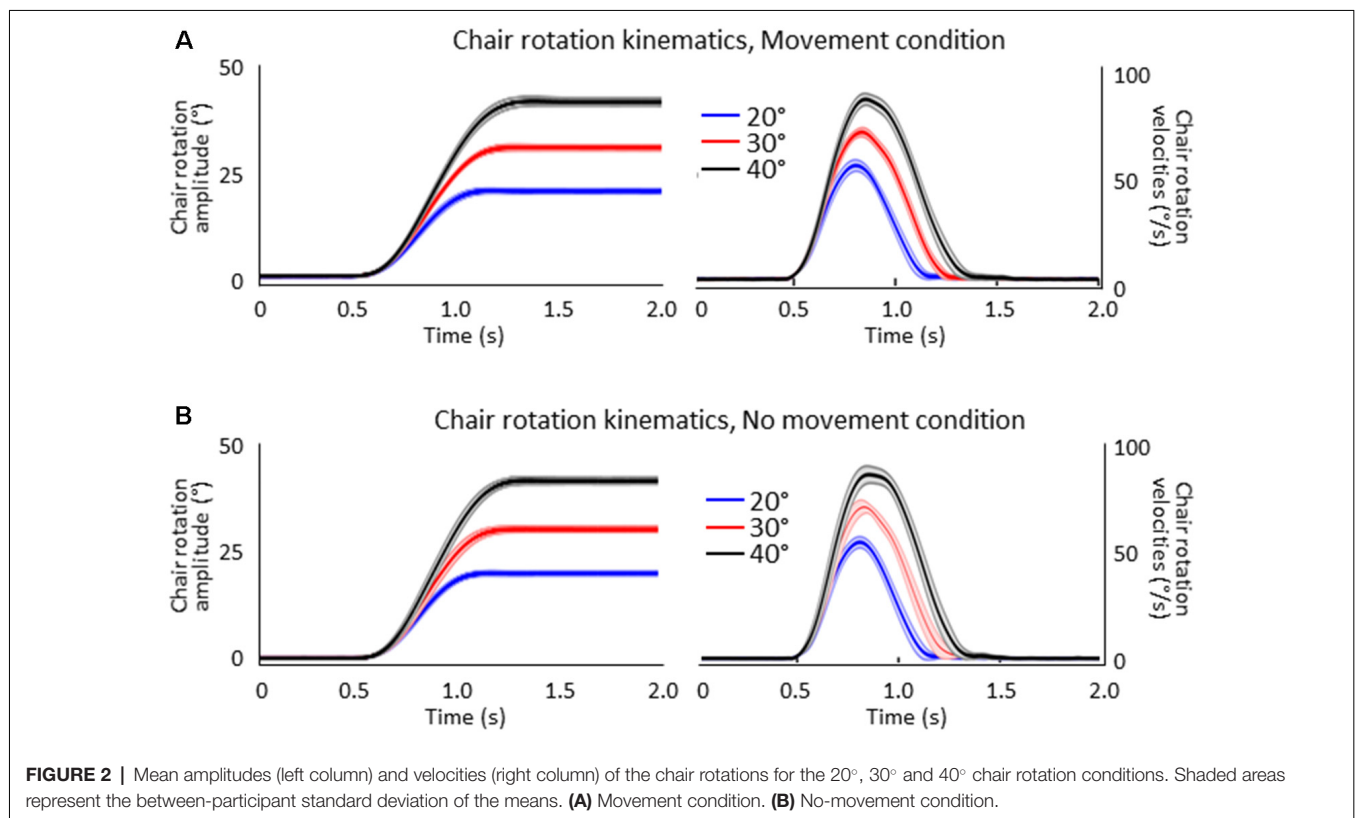 A
Chair rotation kinematics, Movement condition
Chair rotation
amplitude (°)
50
25
0
0 0.5 1.0 1.5 2.0
Time (s)
20°
30°
40°
100
50
0
Chair rotation
velocities (°/s)
0 0.5 1.0 1.5 2.0
Time (s)
B
Chair rotation kinematics, No movement condition
Chair rotation
amplitude (°)
50
25
0
0 0.5 1.0 1.5 2.0
Time (s)
20°
30°
40°
100
50
0
Chair rotation
velocities (°/s)
0 0.5 1.0 1.5 2.0
Time (s)
FIGURE 2 | Mean amplitudes (left column) and velocities (right column) of the chair rotations for the 20°, 30° and 40° chair rotation conditions. Shaded areas
represent the between-participant standard deviation of the means. (A) Movement condition. (B) No-movement condition.